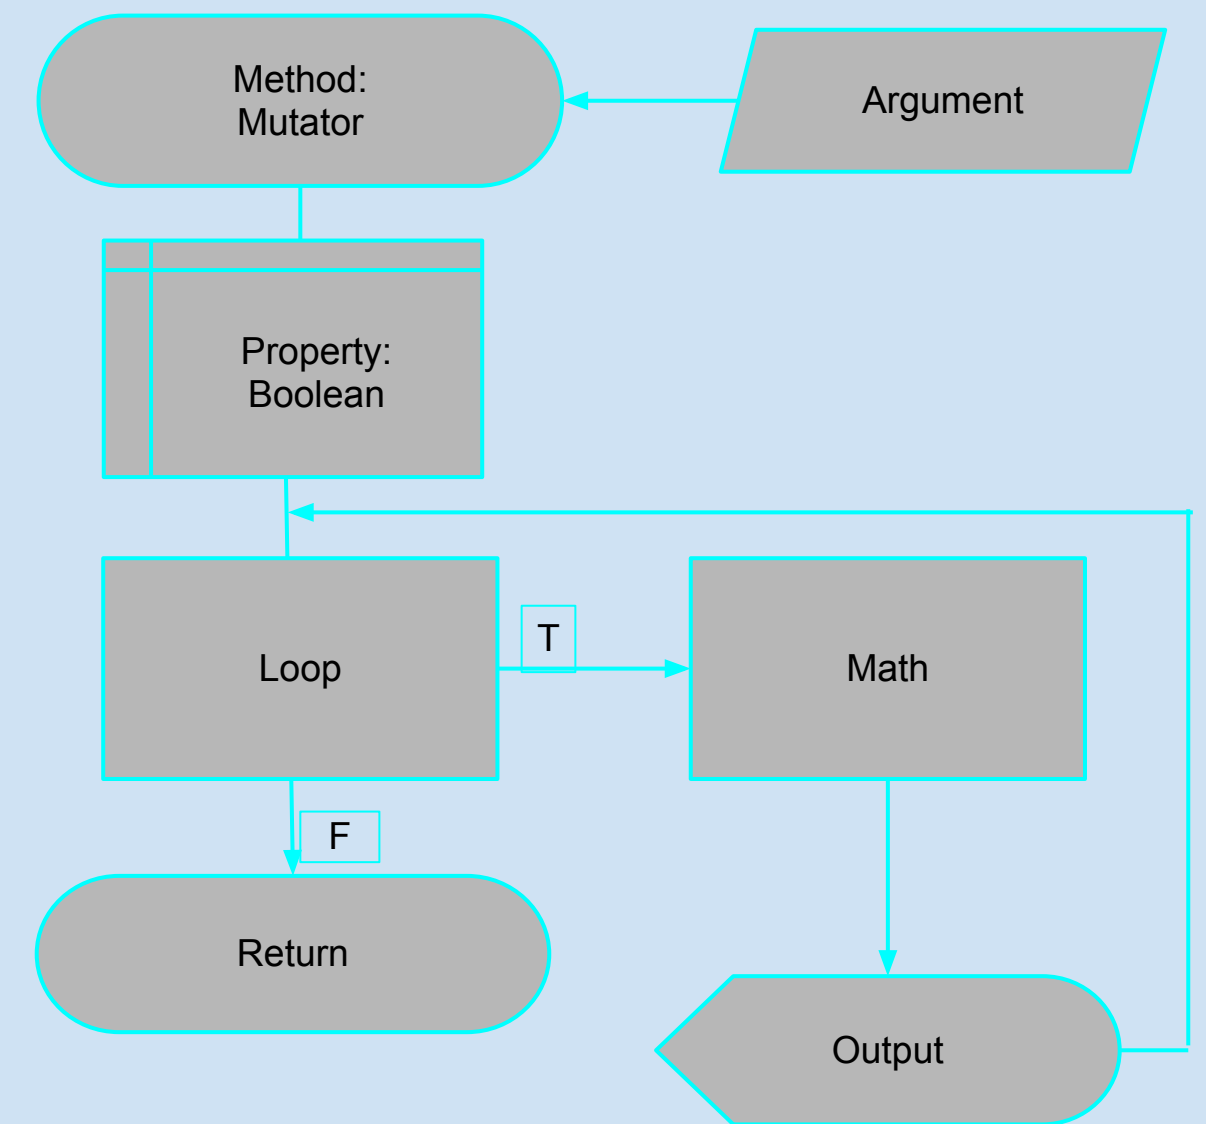 Method:
Mutator
Argument
Property:
Boolean
Loop
T
Math
F
Return
Output